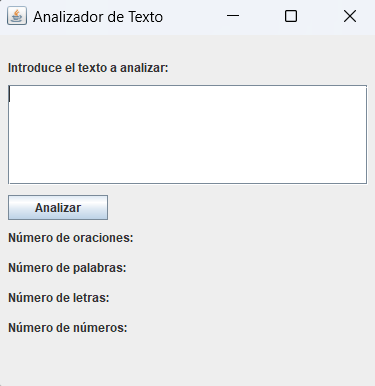 Analizador de Texto
Introduce el texto a analizar:
Analizar
Número de oraciones:
Número de palabras:
Número de letras:
Número de números: